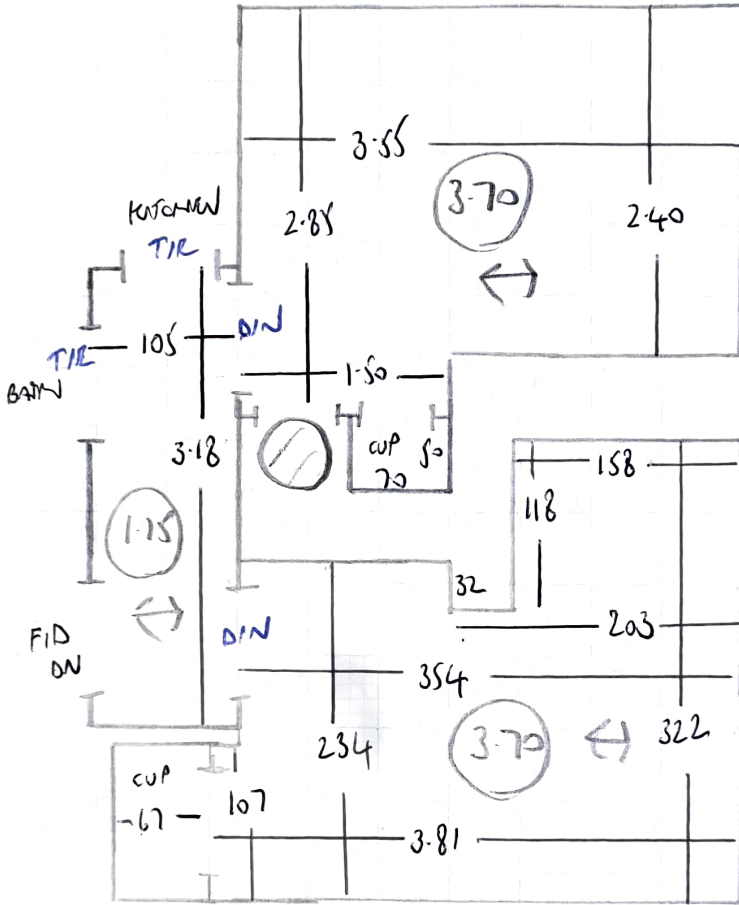 3.55
3.70
KITCHEN
2.85
2.40
T/R
105
D/N
T/R
BATH
1.50
3.18
CUP
70
50
158
1.15
118
32
F/D
DN
D/N
203
354
234
3.70
322
CUP
67
107
3.81